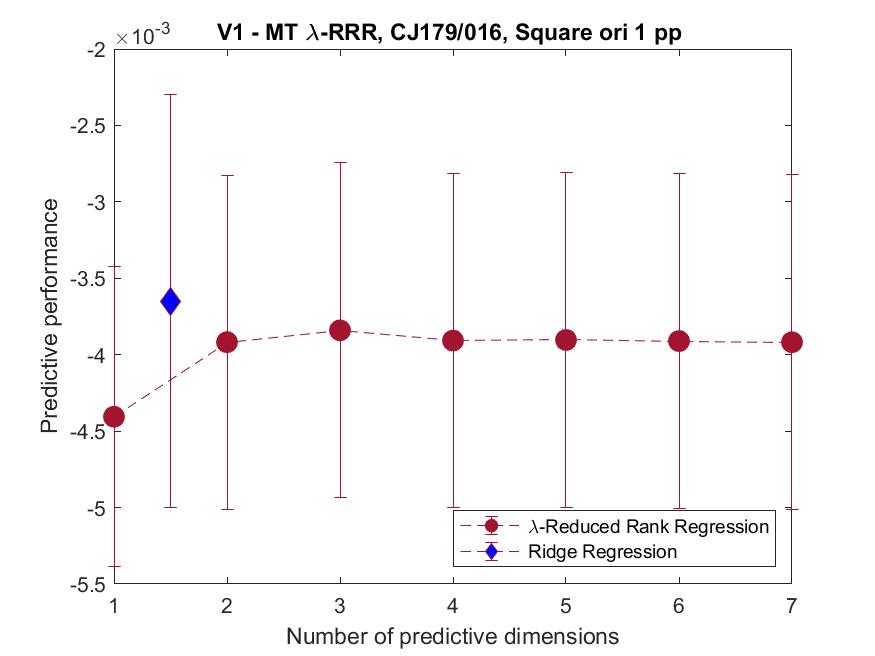 V1 - MT λ-RRR, CJ179/016, Square ori 1 pp
×10-3
-2
-2.5
-3
-3.5
-4
-4.5
-5
-5.5
Predictive performance
1 2 3 4 5 6 7
Number of predictive dimensions
λ-Reduced Rank Regression
Ridge Regression